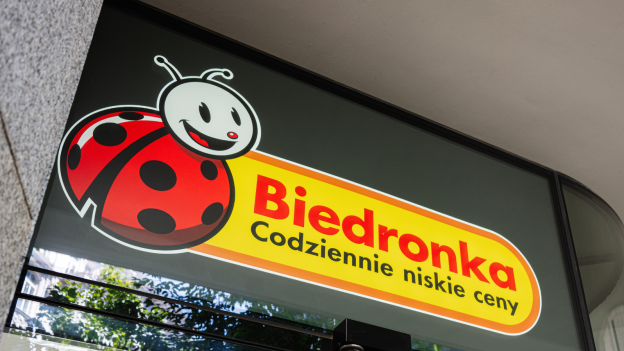 Biedronka
Codziennie niskie ceny